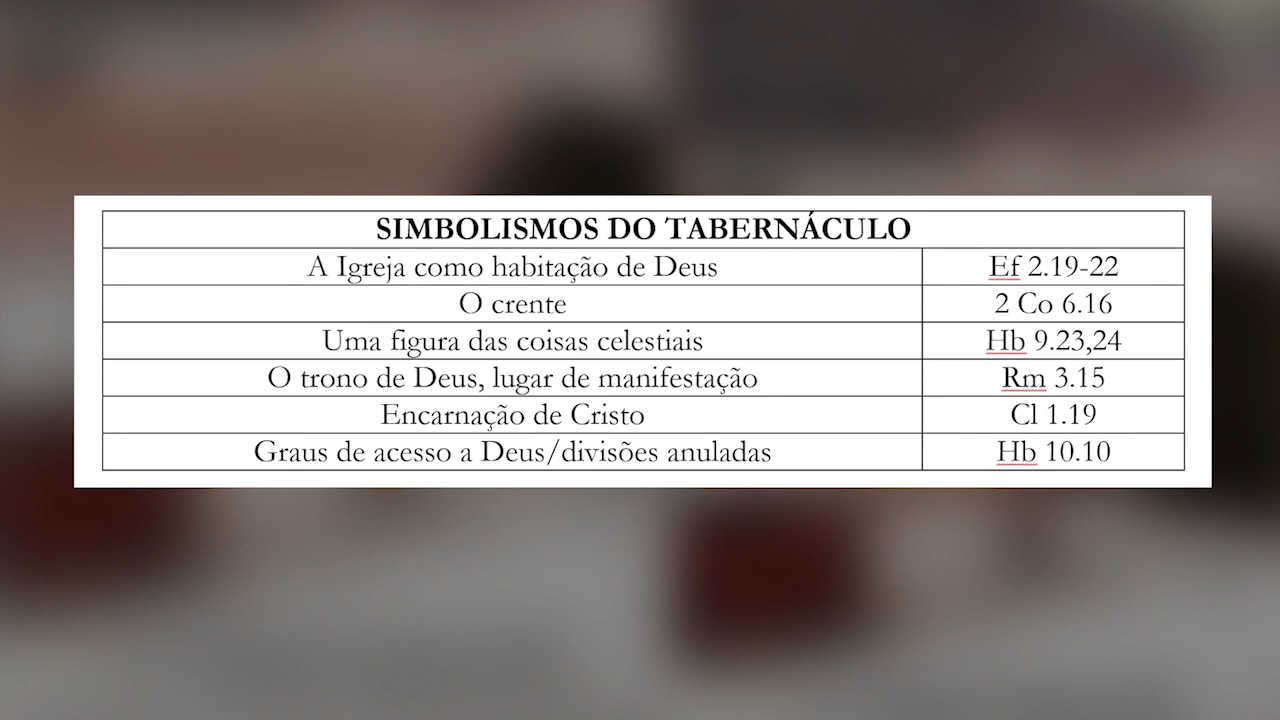 SIMBOLISMOS DO TABERNÁCULO
A Igreja como habitação de Deus Ef 2.19-22
O crente 2 Co 6.16
Uma figura das coisas celestiais Hb 9.23,24
O trono de Deus, lugar de manifestação Rm 3.15
Encarnação de Cristo Cl 1.19
Graus de acesso a Deus/divisões anuladas Hb 10.10